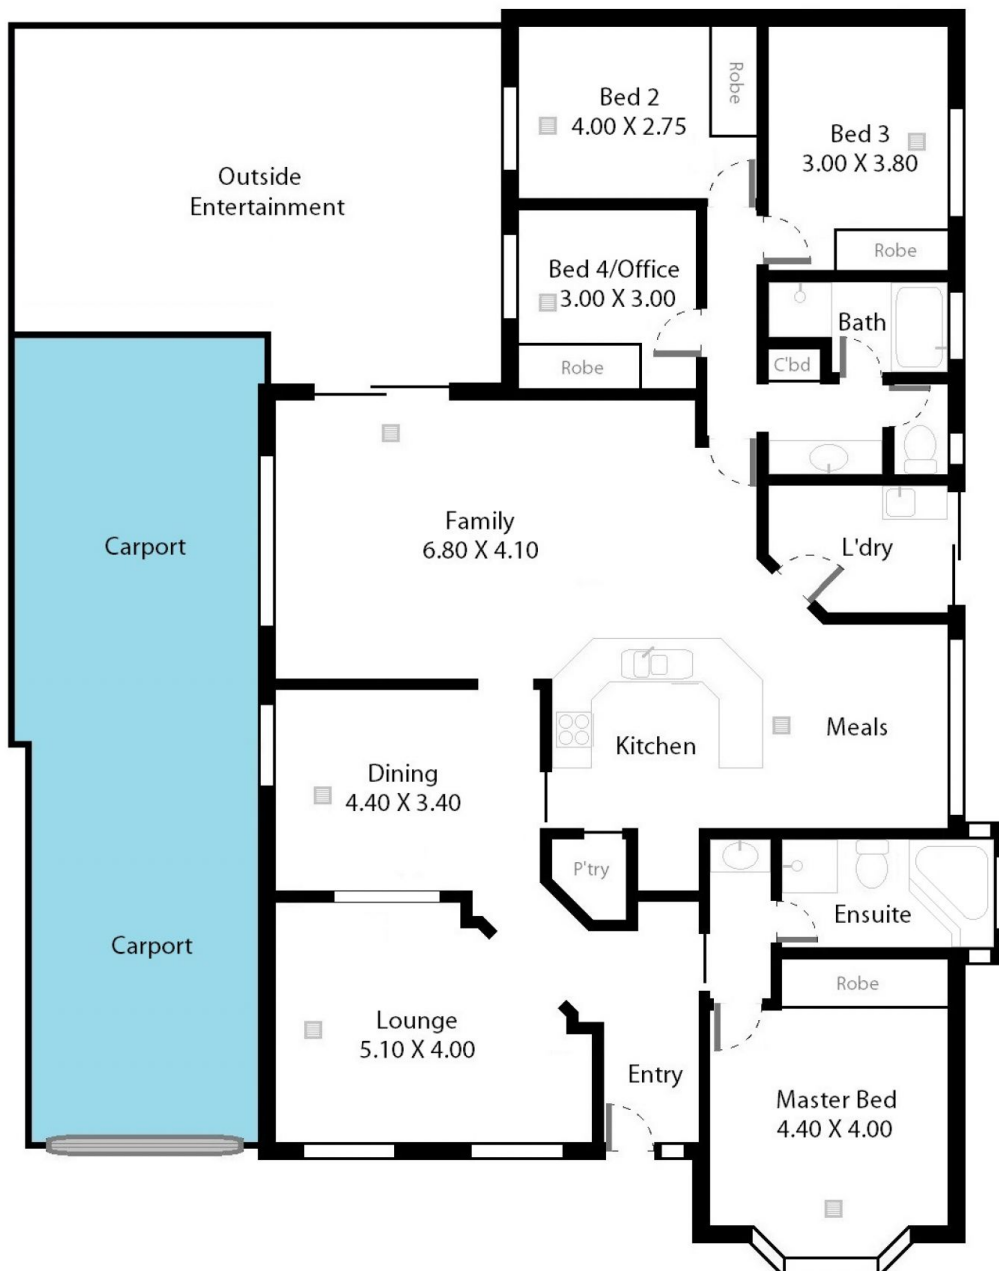 Robe
Bed 2
4.00 X 2.75
Bed 3
3.00 X 3.80
Outside
Entertainment
Robe
Bed 4/Office
3.00 X 3.00
Bath
Robe
C'bd
Family
6.80 X 4.10
Carport
L'dry
Kitchen
Meals
Dining
4.40 X 3.40
P'try
Ensuite
Carport
Robe
Lounge
5.10 X 4.00
Entry
Master Bed
4.40 X 4.00